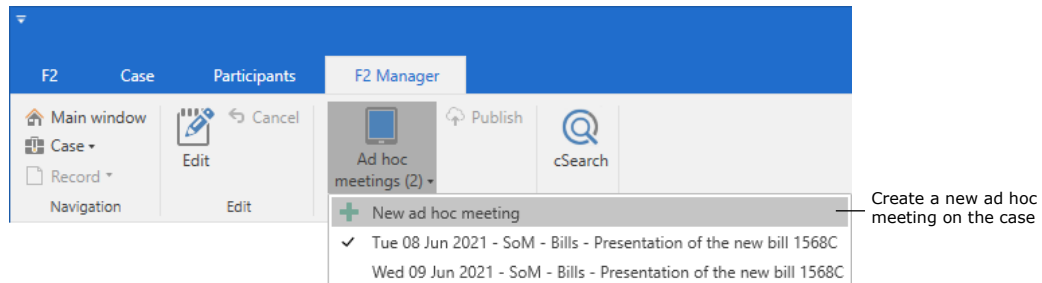 F2 Case Participants F2 Manager
Main window
Case
Record
Navigation
Edit
Cancel
Edit
Ad hoc
meetings (2)
Publish
cSearch
New ad hoc meeting
Tue 08 Jun 2021 - SoM - Bills - Presentation of the new bill 1568C
Wed 09 Jun 2021 - SoM - Bills - Presentation of the new bill 1568C
Create a new ad hoc
meeting on the case